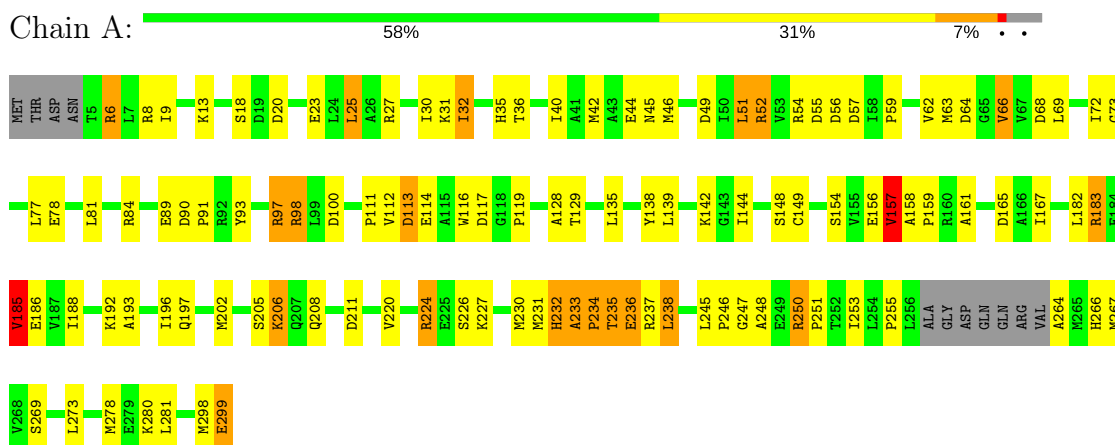 Chain A:
58% 31% 7% • •
MET THR ASP ASN T5 R6 L7 R8 I9 K13 S18 D19 D20 E23 L24 L25 A26 R27 I30 K31 I32 H35 T36 I40 A41 M42 A43 E44 N45 M46 D49 I50 L51 R52 V53 R54 D55 D56 D57 I58 P59 V62 M63 D64 G65 V66 V67 D68 L69 I72 G73
L77 E78 L81 R84 E89 D90 P91 R92 Y93 R97 R98 L99 D100 P111 V112 D113 E114 A115 W116 D117 G118 P119 A128 T129 L135 Y138 L139 K142 G143 I144 S148 C149 S154 V155 E156 V157 A158 P159 R160 A161 D165 A166 I167 L182 R183 E184
V185 E186 V187 I188 K192 A193 I196 Q197 M202 S205 K206 Q207 Q208 D211 V220 R224 E225 S226 K227 M230 M231 H232 A233 P234 T235 E236 R237 L238 L245 P246 G247 A248 E249 R250 P251 T252 I253 L254 P255 L256 ALA GLY ASP GLN GLN ARG VAL A264 M265 H266
V268 S269 L273 M278 E279 K280 L281 M298 E299